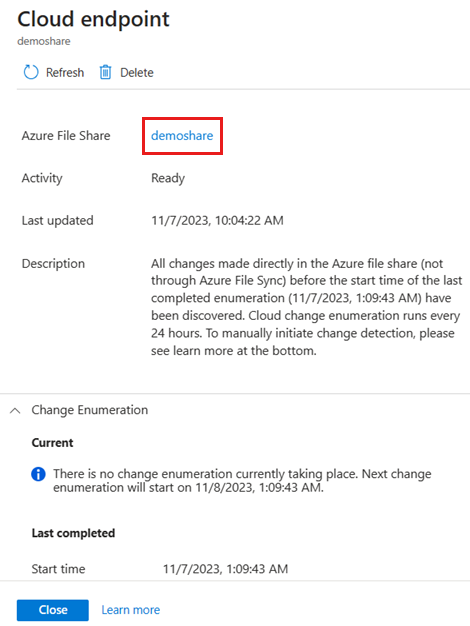 Cloud endpoint
demoshare
Refresh Delete
Azure File Share demoshare
Activity Ready
Last updated 11/7/2023, 10:04:22 AM
Description All changes made directly in the Azure file share (not
through Azure File Sync) before the start time of the last
completed enumeration (11/7/2023, 1:09:43 AM) have
been discovered. Cloud change enumeration runs every
24 hours. To manually initiate change detection, please
see learn more at the bottom.
Change Enumeration
Current
There is no change enumeration currently taking place. Next change
enumeration will start on 11/8/2023, 1:09:43 AM.
Last completed
Start time 11/7/2023, 1:09:43 AM
Close Learn more